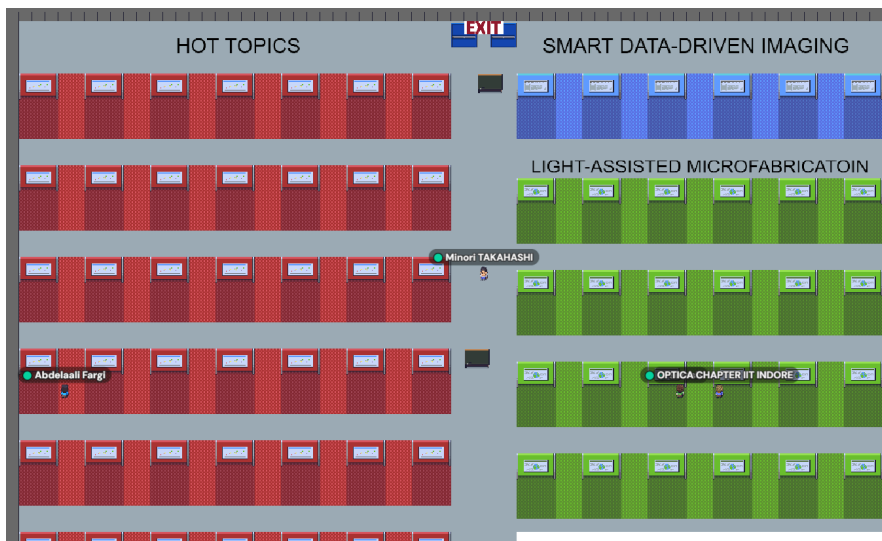 EXIT
HOT TOPICS
SMART DATA-DRIVEN IMAGING
LIGHT-ASSISTED MICROFABRICATOIN
Minori TAKAHASHI
Abdelaali Fargi
OPTICA CHAPTER IIT INDORE